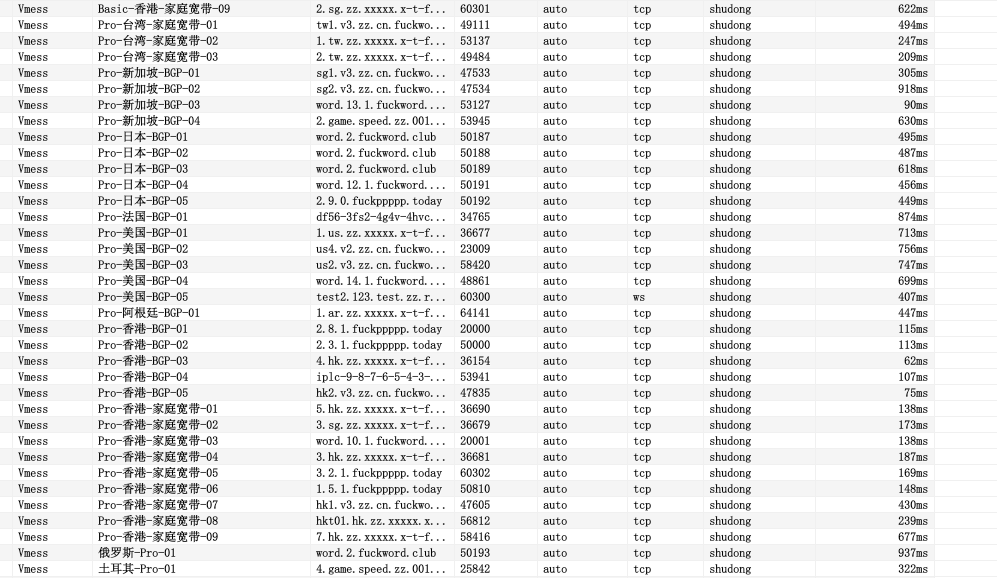 Vmess Basic-香港-家庭宽带-09 2.sg.zz.xxxxx.x-t-f... 60301 auto tcp shudong 622ms
Vmess Pro-台湾-家庭宽带-01 tw1.v3.zz.cn.fuckwo... 49111 auto tcp shudong 494ms
Vmess Pro-台湾-家庭宽带-02 1.tw.zz.xxxxx.x-t-f... 53137 auto tcp shudong 247ms
Vmess Pro-台湾-家庭宽带-03 2.tw.zz.xxxxx.x-t-f... 49484 auto tcp shudong 209ms
Vmess Pro-新加坡-BGP-01 sg1.v3.zz.cn.fuckwo... 47533 auto tcp shudong 305ms
Vmess Pro-新加坡-BGP-02 sg2.v3.zz.cn.fuckwo... 47534 auto tcp shudong 918ms
Vmess Pro-新加坡-BGP-03 word.13.1.fuckword.... 53127 auto tcp shudong 90ms
Vmess Pro-新加坡-BGP-04 2.game.speed.zz.001... 53945 auto tcp shudong 630ms
Vmess Pro-日本-BGP-01 word.2.fuckword.club 50187 auto tcp shudong 495ms
Vmess Pro-日本-BGP-02 word.2.fuckword.club 50188 auto tcp shudong 487ms
Vmess Pro-日本-BGP-03 word.2.fuckword.club 50189 auto tcp shudong 618ms
Vmess Pro-日本-BGP-04 word.12.1.fuckword.... 50191 auto tcp shudong 456ms
Vmess Pro-日本-BGP-05 2.9.0.fuckppppp.today 50192 auto tcp shudong 449ms
Vmess Pro-法国-BGP-01 df56-3fs2-4g4v-4hvc... 34765 auto tcp shudong 874ms
Vmess Pro-美国-BGP-01 1.us.zz.xxxxx.x-t-f... 36677 auto tcp shudong 713ms
Vmess Pro-美国-BGP-02 us4.v2.zz.cn.fuckwo... 23009 auto tcp shudong 756ms
Vmess Pro-美国-BGP-03 us2.v3.zz.cn.fuckwo... 58420 auto tcp shudong 747ms
Vmess Pro-美国-BGP-04 word.14.1.fuckword.... 48861 auto tcp shudong 699ms
Vmess Pro-美国-BGP-05 test2.123.test.zz.r... 60300 auto ws shudong 407ms
Vmess Pro-阿根廷-BGP-01 1.ar.zz.xxxxx.x-t-f... 64141 auto tcp shudong 447ms
Vmess Pro-香港-BGP-01 2.8.1.fuckppppp.today 20000 auto tcp shudong 115ms
Vmess Pro-香港-BGP-02 2.3.1.fuckppppp.today 50000 auto tcp shudong 113ms
Vmess Pro-香港-BGP-03 4.hk.zz.xxxxx.x-t-f... 36154 auto tcp shudong 62ms
Vmess Pro-香港-BGP-04 iplc-9-8-7-6-5-4-3-... 53941 auto tcp shudong 107ms
Vmess Pro-香港-BGP-05 hk2.v3.zz.cn.fuckwo... 47835 auto tcp shudong 75ms
Vmess Pro-香港-家庭宽带-01 5.hk.zz.xxxxx.x-t-f... 36690 auto tcp shudong 138ms
Vmess Pro-香港-家庭宽带-02 3.sg.zz.xxxxx.x-t-f... 36679 auto tcp shudong 173ms
Vmess Pro-香港-家庭宽带-03 word.10.1.fuckword.... 20001 auto tcp shudong 138ms
Vmess Pro-香港-家庭宽带-04 3.hk.zz.xxxxx.x-t-f... 36681 auto tcp shudong 187ms
Vmess Pro-香港-家庭宽带-05 3.2.1.fuckppppp.today 60302 auto tcp shudong 169ms
Vmess Pro-香港-家庭宽带-06 1.5.1.fuckppppp.today 50810 auto tcp shudong 148ms
Vmess Pro-香港-家庭宽带-07 hk1.v3.zz.cn.fuckwo... 47605 auto tcp shudong 430ms
Vmess Pro-香港-家庭宽带-08 hkt01.hk.zz.xxxxx.x... 56812 auto tcp shudong 239ms
Vmess Pro-香港-家庭宽带-09 7.hk.zz.xxxxx.x-t-f... 58416 auto tcp shudong 677ms
Vmess 俄罗斯-Pro-01 word.2.fuckword.club 50193 auto tcp shudong 937ms
Vmess 土耳其-Pro-01 4.game.speed.zz.001... 25842 auto tcp shudong 322ms